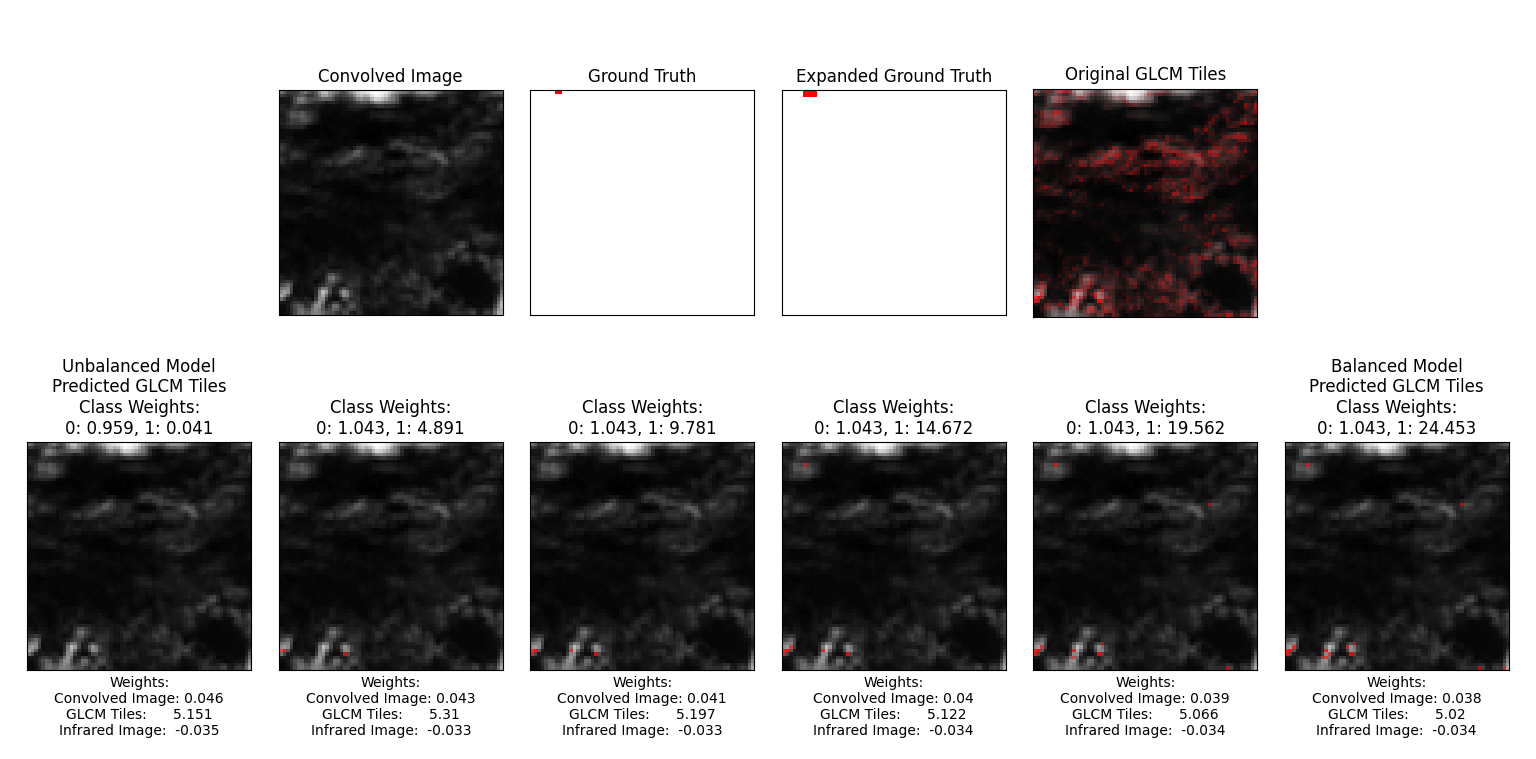 Convolved Image
Ground Truth
Expanded Ground Truth
Original GLCM Tiles
Unbalanced Model
Predicted GLCM Tiles
Class Weights:
0: 0.959, 1: 0.041
Class Weights:
0: 1.043, 1: 4.891
Class Weights:
0: 1.043, 1: 9.781
Class Weights:
0: 1.043, 1: 14.672
Class Weights:
0: 1.043, 1: 19.562
Balanced Model
Predicted GLCM Tiles
Class Weights:
0: 1.043, 1: 24.453
Weights:
Convolved Image: 0.046
GLCM Tiles: 5.151
Infrared Image: -0.035
Weights:
Convolved Image: 0.043
GLCM Tiles: 5.31
Infrared Image: -0.033
Weights:
Convolved Image: 0.041
GLCM Tiles: 5.197
Infrared Image: -0.033
Weights:
Convolved Image: 0.04
GLCM Tiles: 5.122
Infrared Image: -0.034
Weights:
Convolved Image: 0.039
GLCM Tiles: 5.066
Infrared Image: -0.034
Weights:
Convolved Image: 0.038
GLCM Tiles: 5.02
Infrared Image: -0.034